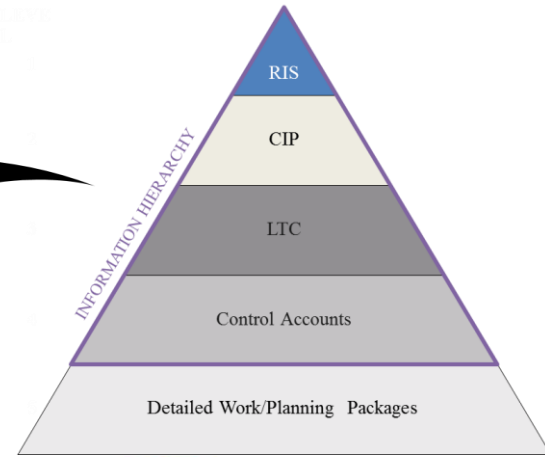 RIS
CIP
INFORMATION HIERARCHY
LTC
Control Accounts
Detailed Work/Planning Packages